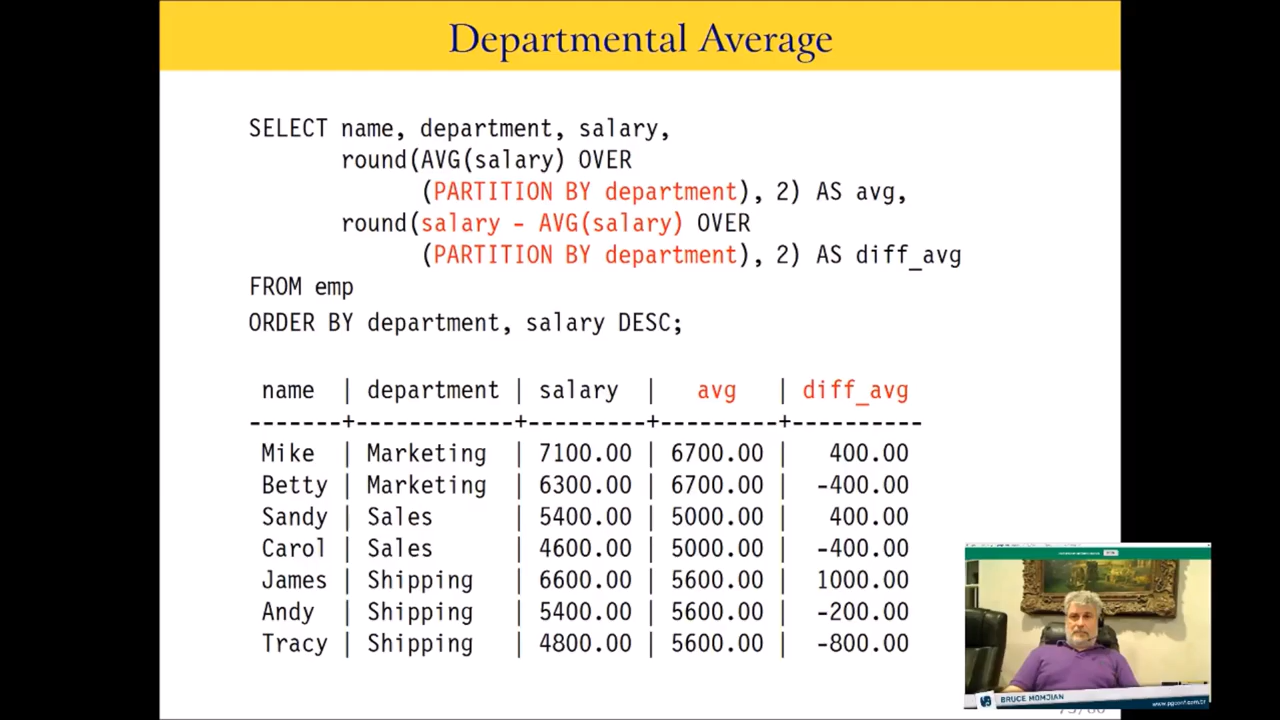 Departmental Average
SELECT name, department, salary,
round(AVG(salary) OVER
(PARTITION BY department), 2) AS avg,
round(salary - AVG(salary) OVER
(PARTITION BY department), 2) AS diff_avg
FROM emp
ORDER BY department, salary DESC;
name | department | salary | avg | diff_avg
-------+------------+---------+---------+----------
Mike | Marketing | 7100.00 | 6700.00 | 400.00
Betty | Marketing | 6300.00 | 6700.00 | -400.00
Sandy | Sales | 5400.00 | 5000.00 | 400.00
Carol | Sales | 4600.00 | 5000.00 | -400.00
James | Shipping | 6600.00 | 5600.00 | 1000.00
Andy | Shipping | 5400.00 | 5600.00 | -200.00
Tracy | Shipping | 4800.00 | 5600.00 | -800.00
BRUCE MOMJIAN
www.pgconf.com.br